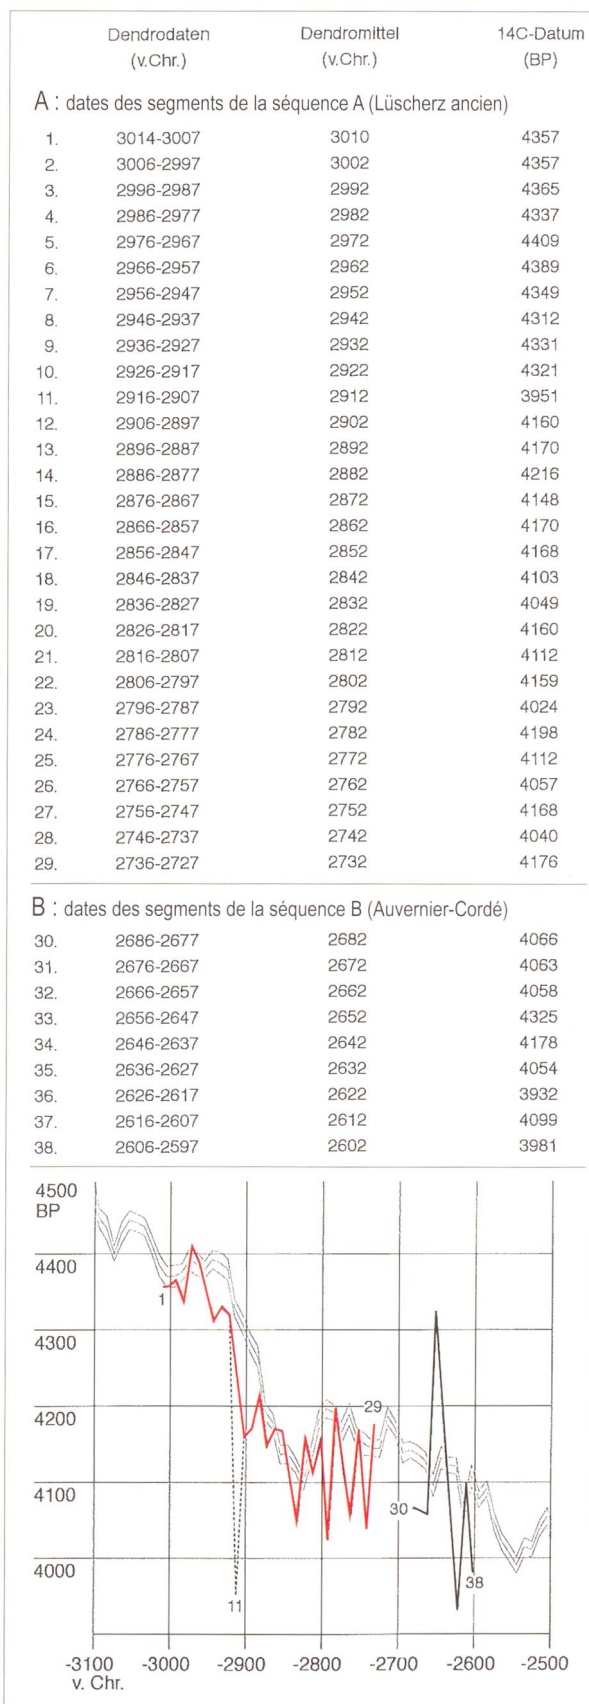 Dendrodaten Dendromittel 14C-Datum
(v.Chr.) (v.Chr.) (BP)
A : dates des segments de la séquence A (Lüscherz ancien)
1. 3014-3007 3010 4357
2. 3006-2997 3002 4357
3. 2996-2987 2992 4365
4. 2986-2977 2982 4337
5. 2976-2967 2972 4409
6. 2966-2957 2962 4389
7. 2956-2947 2952 4349
8. 2946-2937 2942 4312
9. 2936-2927 2932 4331
10. 2926-2917 2922 4321
11. 2916-2907 2912 3951
12. 2906-2897 2902 4160
13. 2896-2887 2892 4170
14. 2886-2877 2882 4216
15. 2876-2867 2872 4148
16. 2866-2857 2862 4170
17. 2856-2847 2852 4168
18. 2846-2837 2842 4103
19. 2836-2827 2832 4049
20. 2826-2817 2822 4160
21. 2816-2807 2812 4112
22. 2806-2797 2802 4159
23. 2796-2787 2792 4024
24. 2786-2777 2782 4198
25. 2776-2767 2772 4112
26. 2766-2757 2762 4057
27. 2756-2747 2752 4168
28. 2746-2737 2742 4040
29. 2736-2727 2732 4176
B : dates des segments de la séquence B (Auvernier-Cordé)
30. 2686-2677 2682 4066
31. 2676-2667 2672 4063
32. 2666-2657 2662 4058
33. 2656-2647 2652 4325
34. 2646-2637 2642 4178
35. 2636-2627 2632 4054
36. 2626-2617 2622 3932
37. 2616-2607 2612 4099
38. 2606-2597 2602 3981
4500
BP
4400
1
4300
4200
29
4100
30
4000
38
11
-3100 -3000 -2900 -2800 -2700 -2600 -2500
v. Chr.